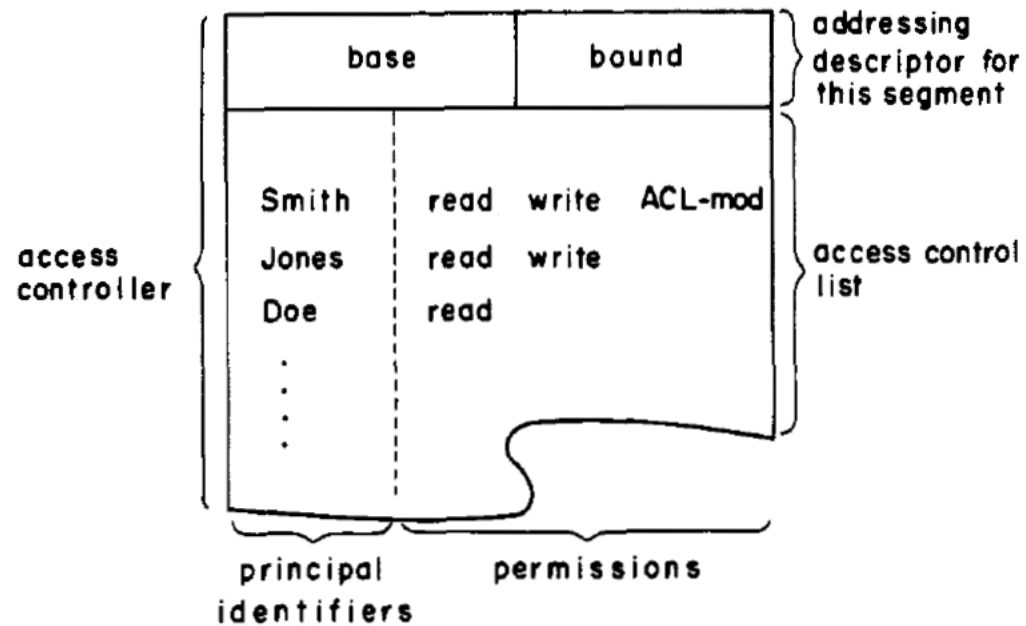 base bound
addressing
descriptor for
this segment
Smith read write ACL-mod
Jones read write
Doe read
access
controller
access control
list
principal
identifiers
permissions